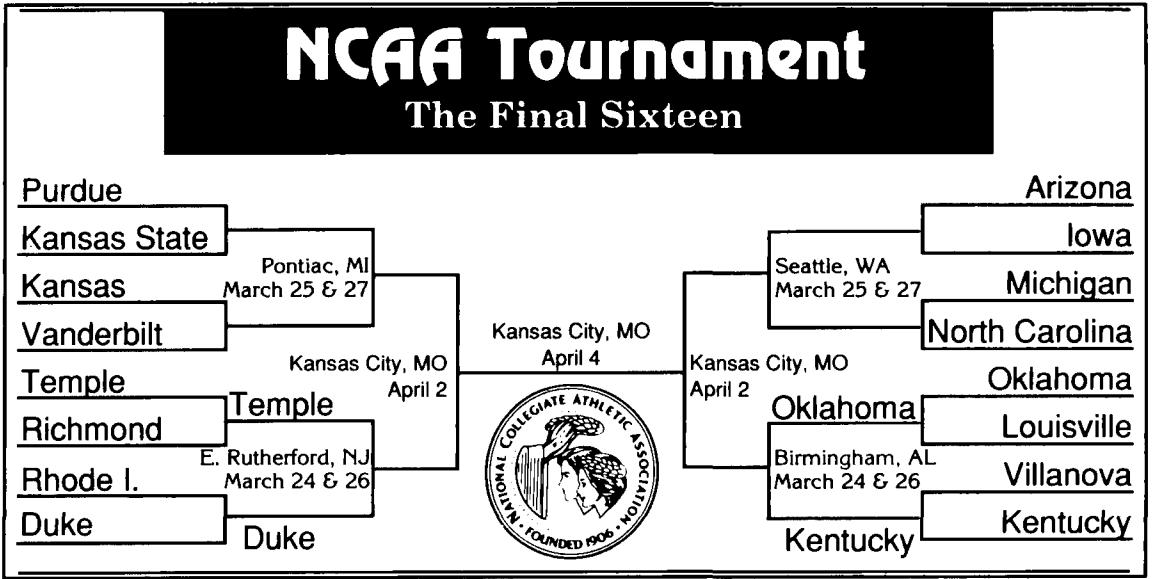 NCAA Tournament
The Final Sixteen
Purdue
Kansas State
Kansas
Vanderbilt
Temple
Richmond
Rhode I.
Duke
Pontiac, MI
March 25 & 27
Temple
E. Rutherford, NJ
March 24 & 26
Duke
Kansas City, MO
April 2
Kansas City, MO
April 4
NATIONAL COLLEGIATE ATHLETIC ASSOCIATION
• FOUNDED 1906 •
Kansas City, MO
April 2
Seattle, WA
March 25 & 27
Oklahoma
Birmingham, AL
March 24 & 26
Kentucky
Arizona
Iowa
Michigan
North Carolina
Oklahoma
Louisville
Villanova
Kentucky